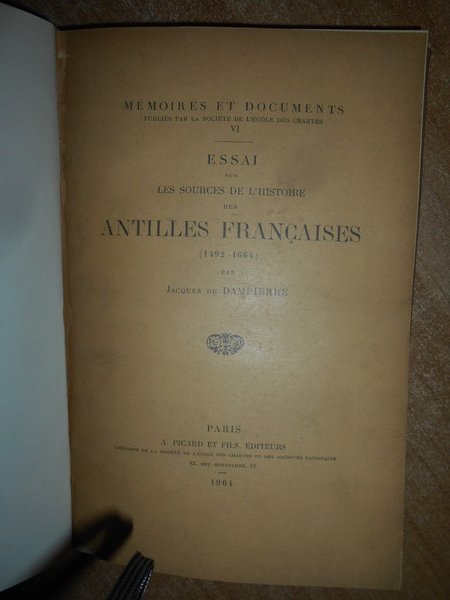 MÉMOIRES ET DOCUMENTS
PUBLIÉS PAR LA SOCIÉTÉ DE L'ÉCOLE DES CHARTES
VI
ESSAI
SUR
LES SOURCES DE L'HISTOIRE
DES
ANTILLES FRANÇAISES
(1492-1664)
PAR
JACQUES DE DAMPIERRE
PARIS
A. PICARD ET FILS, ÉDITEURS
LIBRAIRES DE LA SOCIÉTÉ DE L'ÉCOLE DES CHARTES ET DES ARCHIVES NATIONALES
82, RUE BONAPARTE, 82
1904